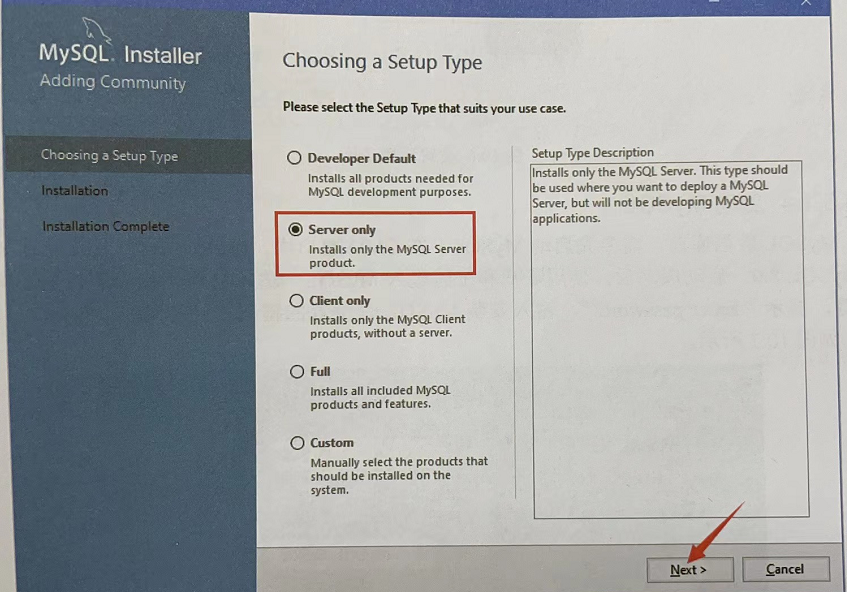 MySQL. Installer
Adding Community
Choosing a Setup Type
Installation
Installation Complete
Choosing a Setup Type
Please select the Setup Type that suits your use case.
Developer Default
Installs all products needed for
MySQL development purposes.
Server only
Installs only the MySQL Server
product.
Client only
Installs only the MySQL Client
products, without a server.
Full
Installs all included MySQL
products and features.
Custom
Manually select the products that
should be installed on the
system.
Setup Type Description
Installs only the MySQL Server. This type should
be used where you want to deploy a MySQL
Server, but will not be developing MySQL
applications.
Next >
Cancel